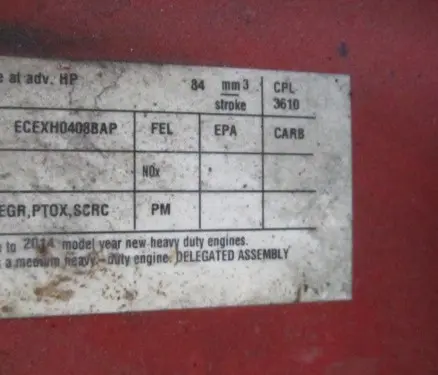 e at adv. HP 84 mm3 CPL
stroke 3610
ECEXH0408BAP FEL EPA CARB
NOx
EGR,PTOX,SCRC PM
e to 2014 model year new heavy duty engines.
a medium heavy - duty engine. DELEGATED ASSEMBLY